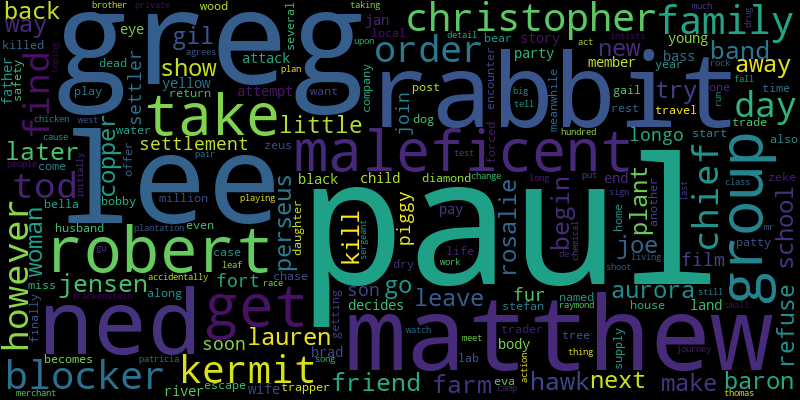 back brother private wood taking jan local detail bear story insists agrees upon act much drug young rock
way greg gil several christopher family
killed father safety dead eye attack order party new member bass year band
find settler show yellow return attempt plan want company rabbit try gail one away
play big tell fall time
chicken west water offer take little join post encounter meanwhile rest travel day run
cause copper zeus dog forced trade
later settlement hundred longo start also
people come lee maleficent
tod pair test end chief zeke
initially black child diamond change long put sign
bella bobby million playing rosalie begin plant home another last class
however woman husband plantation even perseus daughter kill sergeant piggy pay paul joe film group mr school
robert go case life patty
miss leaf fort race chase dry work chemical shoot living
jensen accidentally son go leave fur aurora still refuse
finally along frankenstein getting decides stefan named raymond house land small
ned get soon lauren trader tree supply journey
becomes brad watch meet lab body thing matthew
blocker patricia song kermit friend farm eva action hawk next make baron
merchant river escape wife trapper camp thomas